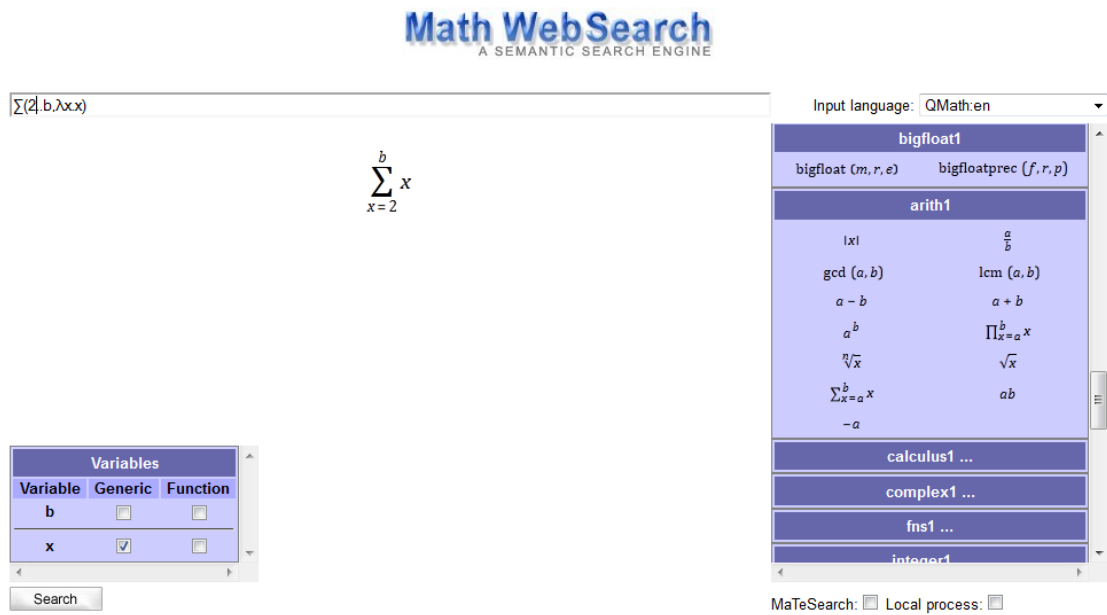 Math WebSearch
A SEMANTIC SEARCH ENGINE
∑(2..b,λx.x) Input language: QMath:en
bigfloat1
bigfloat (m, r, e) bigfloatprec (f, r, p)
arith1
|x| a/b
gcd (a, b) lcm (a, b)
a − b a + b
a^b ∏_{x=a}^b x
ⁿ√x √x
∑_{x=a}^b x ab
−a
calculus1 ...
complex1 ...
fns1 ...
integer1
b
∑ x
x = 2
Variables
Variable Generic Function
b
x
Search
MaTeSearch: Local process: